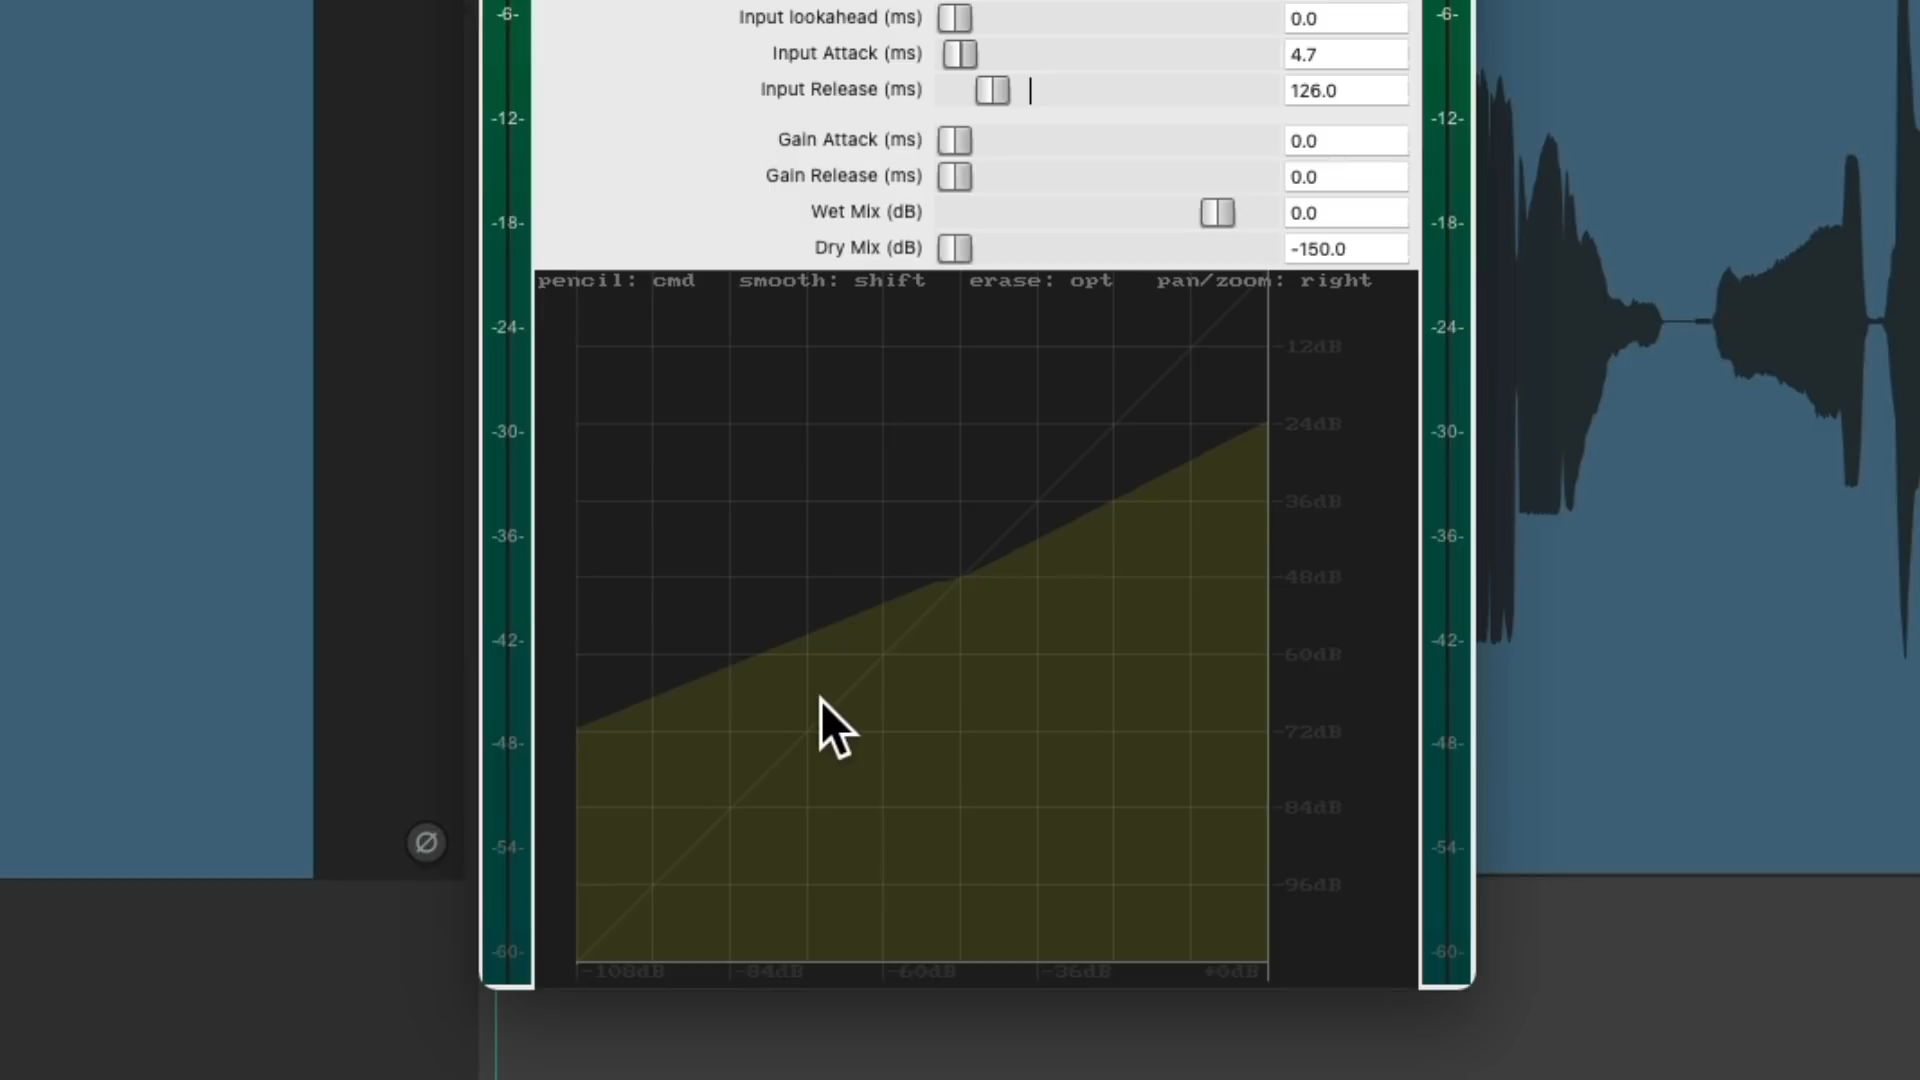 -6- Input lookahead (ms) 0.0 -6-
Input Attack (ms) 4.7
Input Release (ms) 126.0
-12- -12-
Gain Attack (ms) 0.0
Gain Release (ms) 0.0
-18- Wet Mix (dB) 0.0 -18-
Dry Mix (dB) -150.0
pencil: cmd smooth: shift erase: opt pan/zoom: right
-24- -24-
-12dB
-30- -24dB -30-
-36dB
-36- -36-
-48dB
-42- -60dB -42-
-48- -72dB -48-
-84dB
-54- -54-
-96dB
-60- -60-
-108dB -84dB -60dB -36dB +0dB